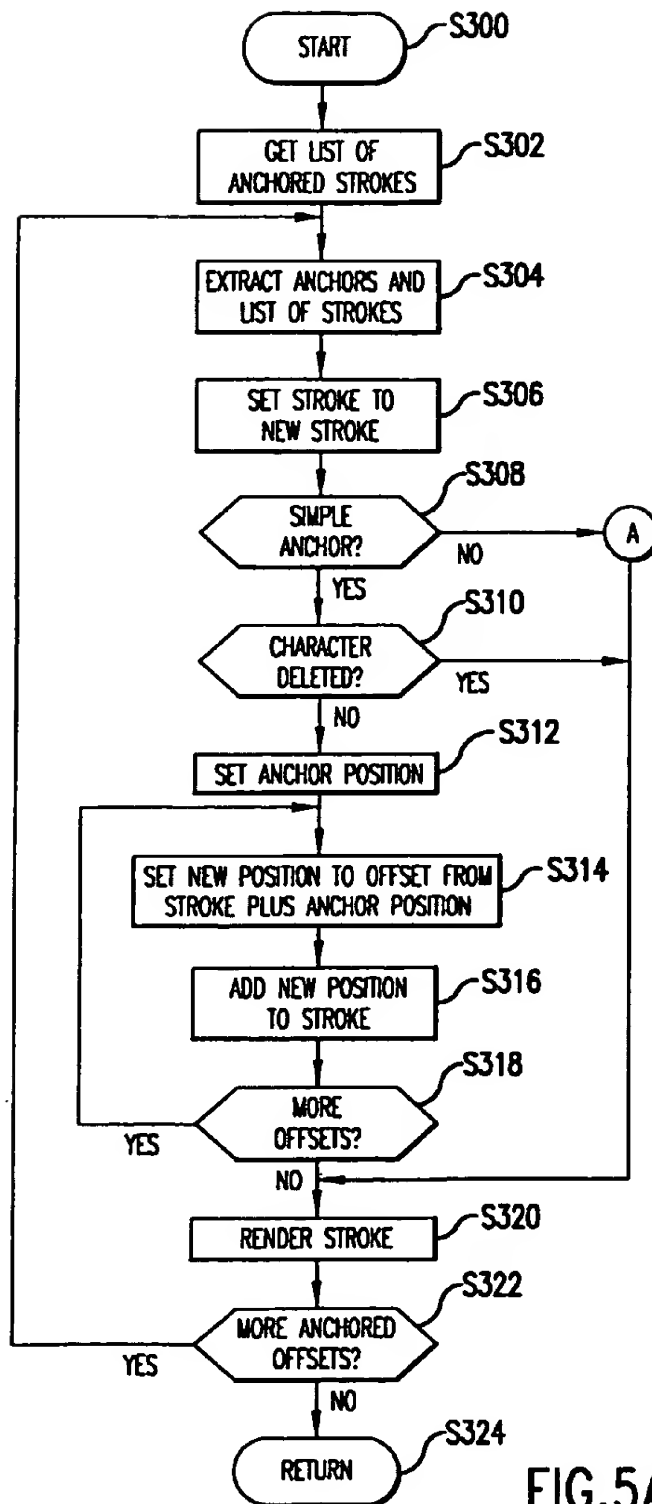 START
S300
GET LIST OF
ANCHORED STROKES
S302
EXTRACT ANCHORS AND
LIST OF STROKES
S304
SET STROKE TO
NEW STROKE
S306
SIMPLE
ANCHOR?
S308
NO
A
YES
CHARACTER
DELETED?
S310
YES
NO
SET ANCHOR POSITION
S312
SET NEW POSITION TO OFFSET FROM
STROKE PLUS ANCHOR POSITION
S314
ADD NEW POSITION
TO STROKE
S316
MORE
OFFSETS?
S318
YES
NO
RENDER STROKE
S320
MORE ANCHORED
OFFSETS?
S322
YES
NO
RETURN
S324
FIG.5A